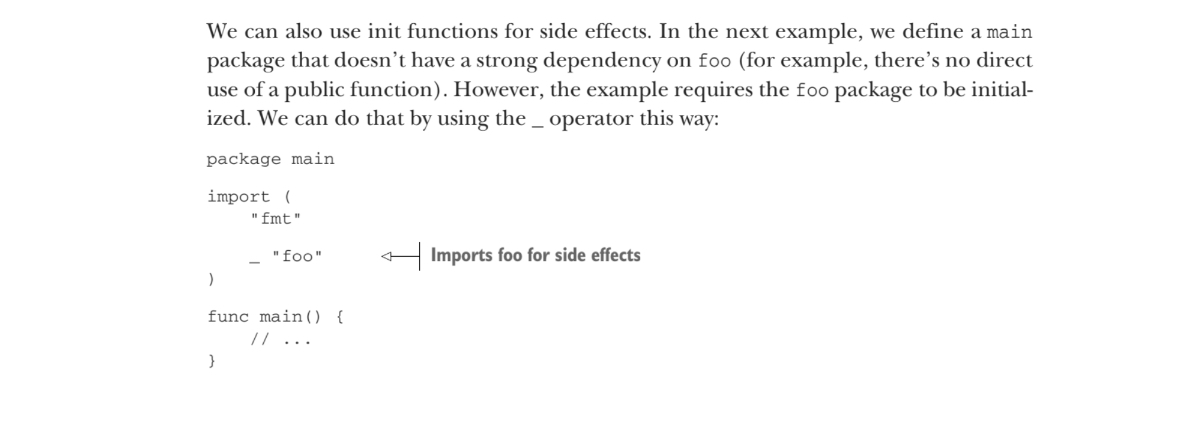 We can also use init functions for side effects. In the next example, we define a main
package that doesn’t have a strong dependency on foo (for example, there’s no direct
use of a public function). However, the example requires the foo package to be initial-
ized. We can do that by using the _ operator this way:
package main
import (
    "fmt"
    _ "foo" Imports foo for side effects
)
func main() {
    // ...
}